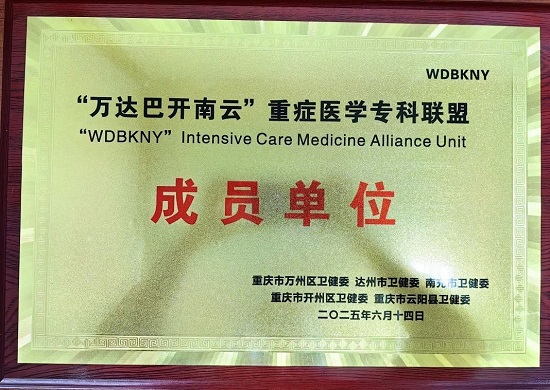 WDBKNY
“万达巴开南云”重症医学专科联盟
“WDBKNY” Intensive Care Medicine Alliance Unit
成员单位
重庆市万州区卫健委 达州市卫健委 南充市卫健委
重庆市开州区卫健委 重庆市云阳县卫健委
二〇二五年六月十四日